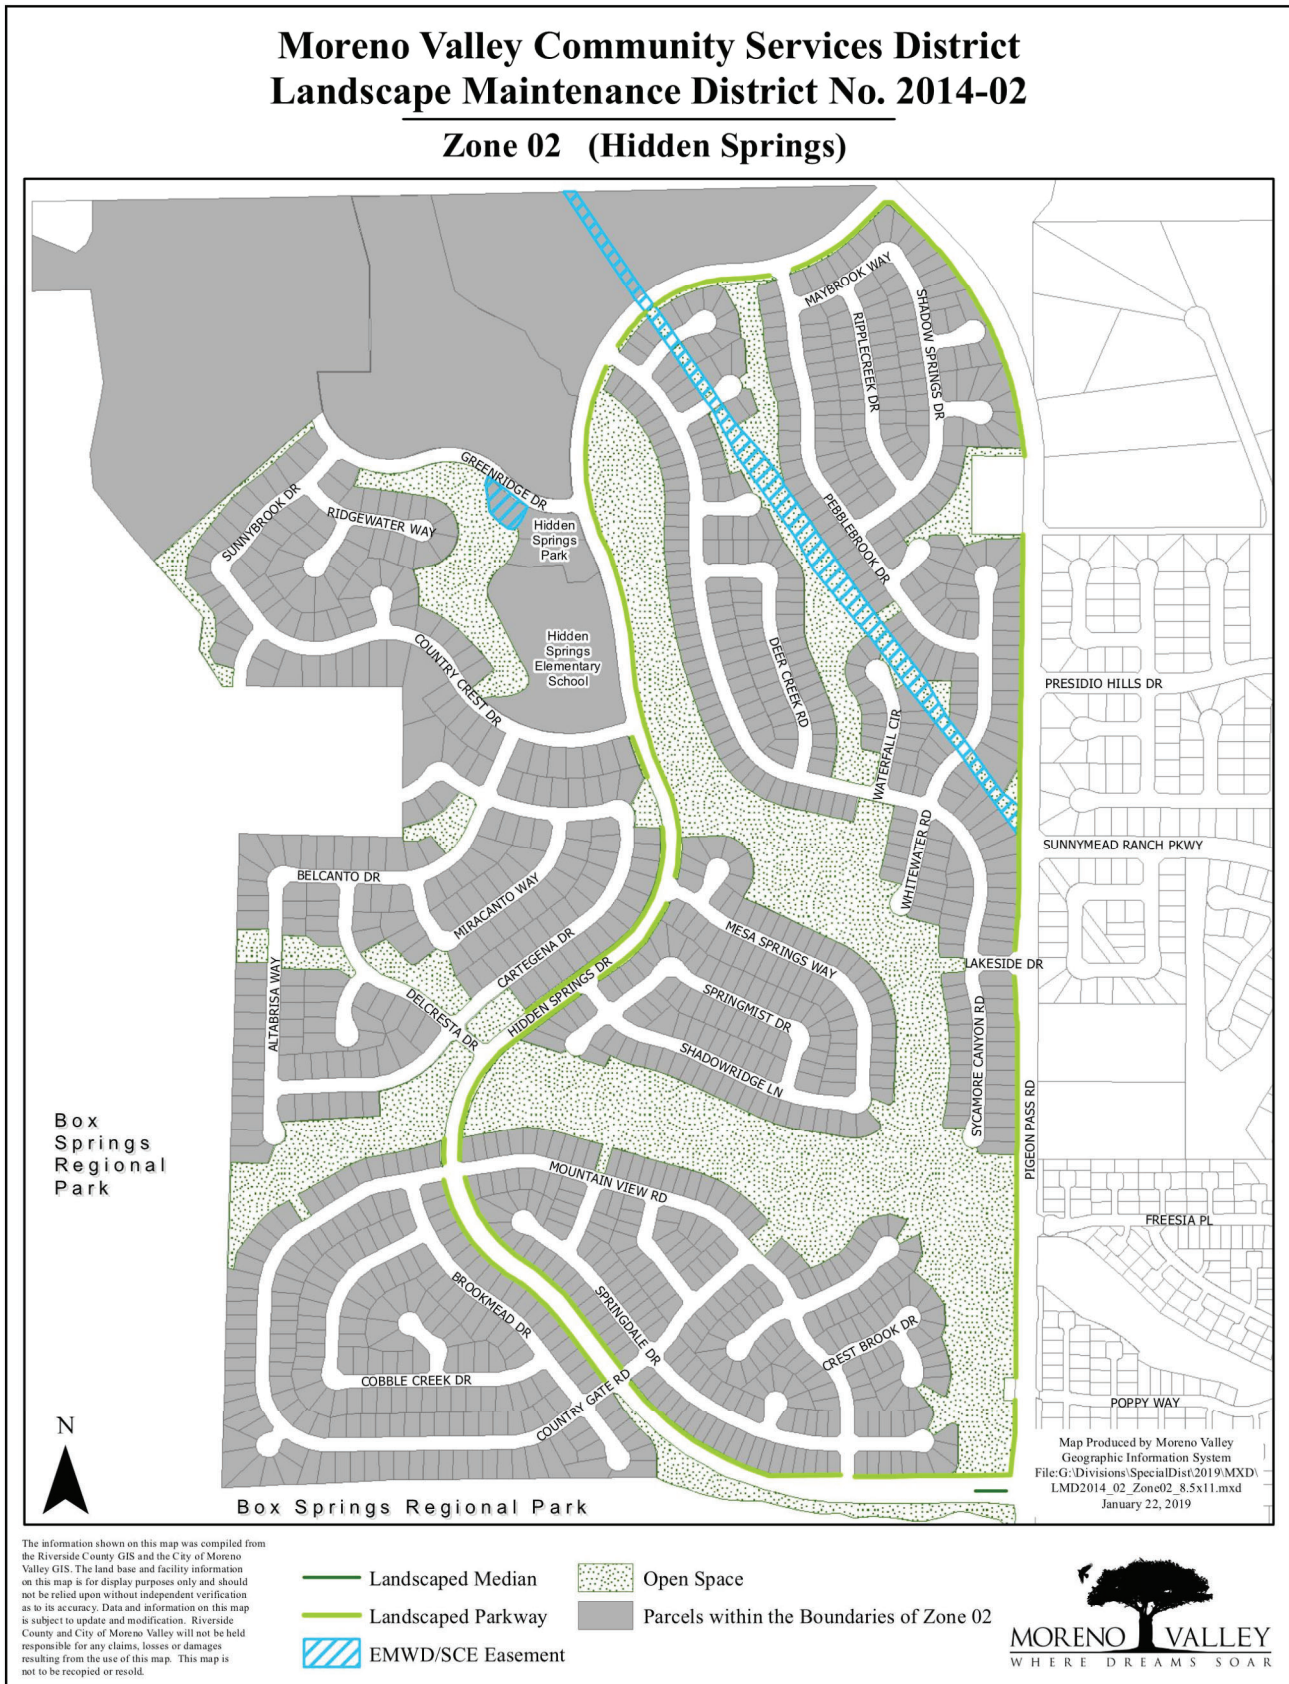 Moreno Valley Community Services District
Landscape Maintenance District No. 2014-02
Zone 02 (Hidden Springs)
MAYBROOK WAY
SHADOW SPRINGS DR
RIPPLECREEK DR
GREENRIDGE DR
SUNNYBROOK DR
RIDGEWATER WAY
PEBBLEBROOK DR
Hidden
Springs
Park
Hidden
Springs
Elementary
School
COUNTRY CREST DR
DEER CREEK RD
WATERFALL CIR
PRESIDIO HILLS DR
WHITEWATER RD
SUNNYMEAD RANCH PKWY
BELCANTO DR
MIRACANTO WAY
CARTEGENA DR
MESA SPRINGS WAY
LAKESIDE DR
ALTABRISA WAY
DELCRESTA DR
HIDDEN SPRINGS DR
SPRINGMIST DR
SHADOWRIDGE LN
SYCAMORE CANYON RD
PIGEON PASS RD
Box
Springs
Regional
Park
MOUNTAIN VIEW RD
FREESIA PL
BROOKMEAD DR
SPRINGDALE DR
CREST BROOK DR
COBBLE CREEK DR
COUNTRY GATE RD
POPPY WAY
N
Box Springs Regional Park
Map Produced by Moreno Valley
Geographic Information System
File:G:\Divisions\SpecialDist\2019\MXD\
LMD2014_02_Zone02_8.5x11.mxd
January 22, 2019
The information shown on this map was compiled from
the Riverside County GIS and the City of Moreno
Valley GIS. The land base and facility information
on this map is for display purposes only and should
not be relied upon without independent verification
as to its accuracy. Data and information on this map
is subject to update and modification. Riverside
County and City of Moreno Valley will not be held
responsible for any claims, losses or damages
resulting from the use of this map. This map is
not to be recopied or resold.
Landscaped Median
Landscaped Parkway
EMWD/SCE Easement
Open Space
Parcels within the Boundaries of Zone 02
MORENO VALLEY
WHERE DREAMS SOAR